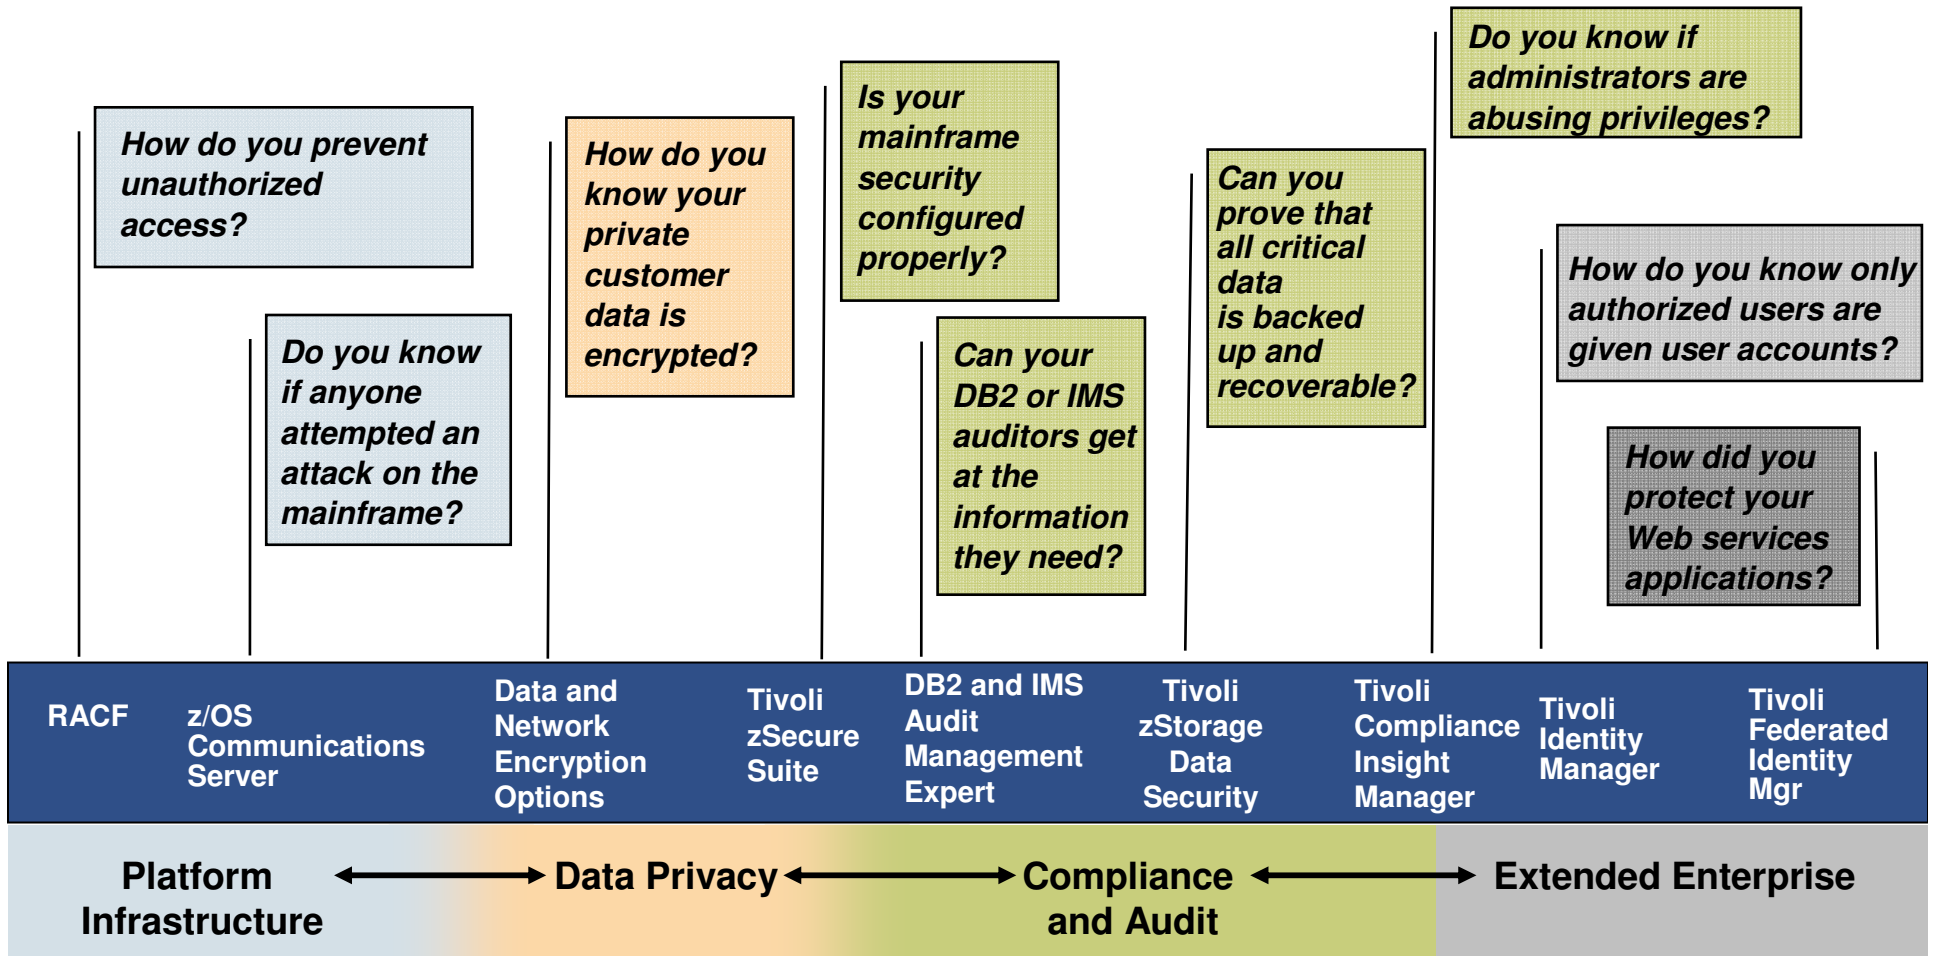 How do you prevent
unauthorized
access?
Do you know
if anyone
attempted an
attack on the
mainframe?
How do you
know your
private
customer
data is
encrypted?
Is your
mainframe
security
configured
properly?
Can your
DB2 or IMS
auditors get
at the
information
they need?
Can you
prove that
all critical
data
is backed
up and
recoverable?
Do you know if
administrators are
abusing privileges?
How do you know only
authorized users are
given user accounts?
How did you
protect your
Web services
applications?
RACF
z/OS
Communications
Server
Data and
Network
Encryption
Options
Tivoli
zSecure
Suite
DB2 and IMS
Audit
Management
Expert
Tivoli
zStorage
Data
Security
Tivoli
Compliance
Insight
Manager
Tivoli
Identity
Manager
Tivoli
Federated
Identity
Mgr
Platform
Infrastructure
Data Privacy
Compliance
and Audit
Extended Enterprise